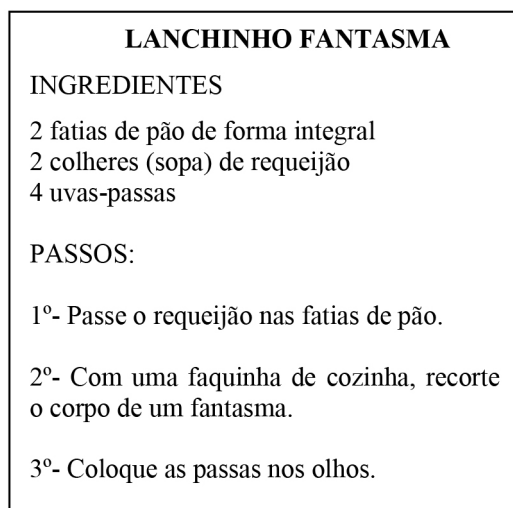 LANCHINHO FANTASMA
INGREDIENTES
2 fatias de pão de forma integral
2 colheres (sopa) de requeijão
4 uvas-passas
PASSOS:
1º- Passe o requeijão nas fatias de pão.
2º- Com uma faquinha de cozinha, recorte
o corpo de um fantasma.
3º- Coloque as passas nos olhos.